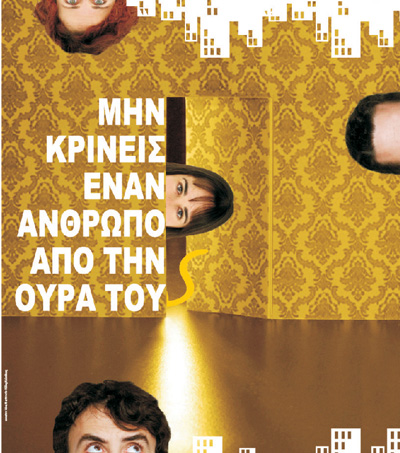 ΜΗΝ
ΚΡΙΝΕΙΣ
ΕΝΑΝ
ΑΝΘΡΩΠΟ
ΑΠΟ ΤΗΝ
ΟΥΡΑ ΤΟΥ